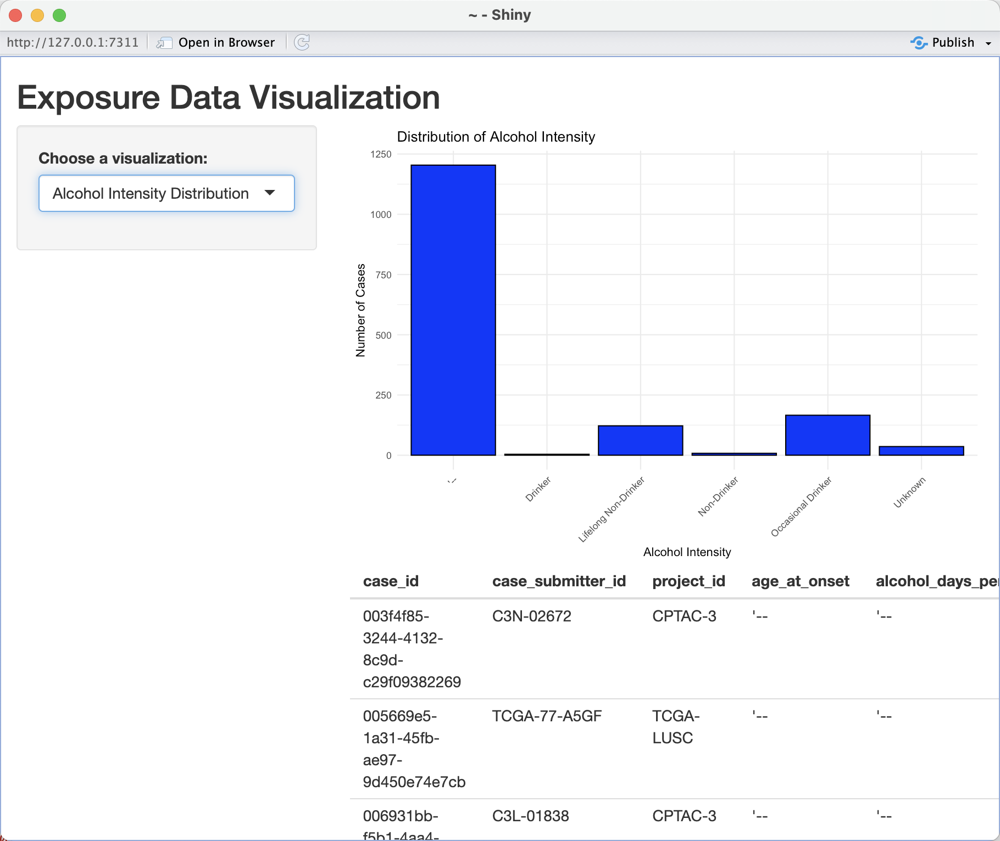 ~ - Shiny
http://127.0.0.1:7311 Open in Browser Publish
Exposure Data Visualization
Choose a visualization:
Alcohol Intensity Distribution
Distribution of Alcohol Intensity
Number of Cases
1250
1000
750
500
250
0
'--
Drinker
Lifelong Non-Drinker
Non-Drinker
Occasional Drinker
Unknown
Alcohol Intensity
case_id case_submitter_id project_id age_at_onset alcohol_days_per
003f4f85- C3N-02672 CPTAC-3 '-- '--
3244-4132-
8c9d-
c29f09382269
005669e5- TCGA-77-A5GF TCGA- '-- '--
1a31-45fb- LUSC
ae97-
9d450e74e7cb
006931bb- C3L-01838 CPTAC-3 '-- '--
f5b1-4aa4-